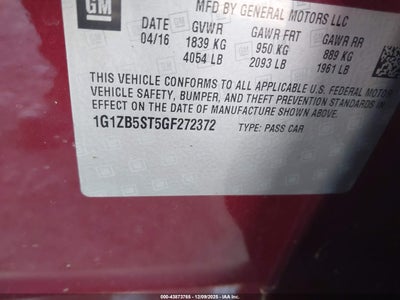 GM
MFD BY GENERAL MOTORS LLC
DATE GVWR GAWR FRT GAWR RR
04/16 1839 KG 950 KG 889 KG
4054 LB 2093 LB 1961 LB
THIS VEHICLE CONFORMS TO ALL APPLICABLE U.S. FEDERAL MOTOR
VEHICLE SAFETY, BUMPER, AND THEFT PREVENTION STANDARDS IN
EFFECT ON THE DATE OF MANUFACTURE SHOWN ABOVE.
1G1ZB5ST5GF272372 TYPE: PASS CAR
000-43873765 - 12/09/2025 - IAAI.COM